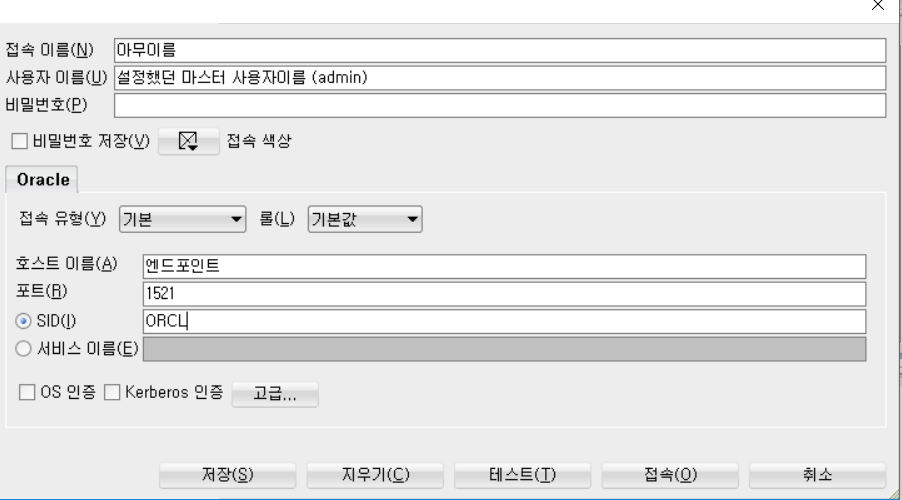 접속 이름(N) 아무이름
사용자 이름(U) 설정했던 마스터 사용자이름 (admin)
비밀번호(P)
비밀번호 저장(V) 접속 색상
Oracle
접속 유형(Y) 기본 롤(L) 기본값
호스트 이름(A) 엔드포인트
포트(R) 1521
SID(I) ORCL
서비스 이름(E)
OS 인증 Kerberos 인증 고급...
저장(S) 지우기(C) 테스트(T) 접속(O) 취소